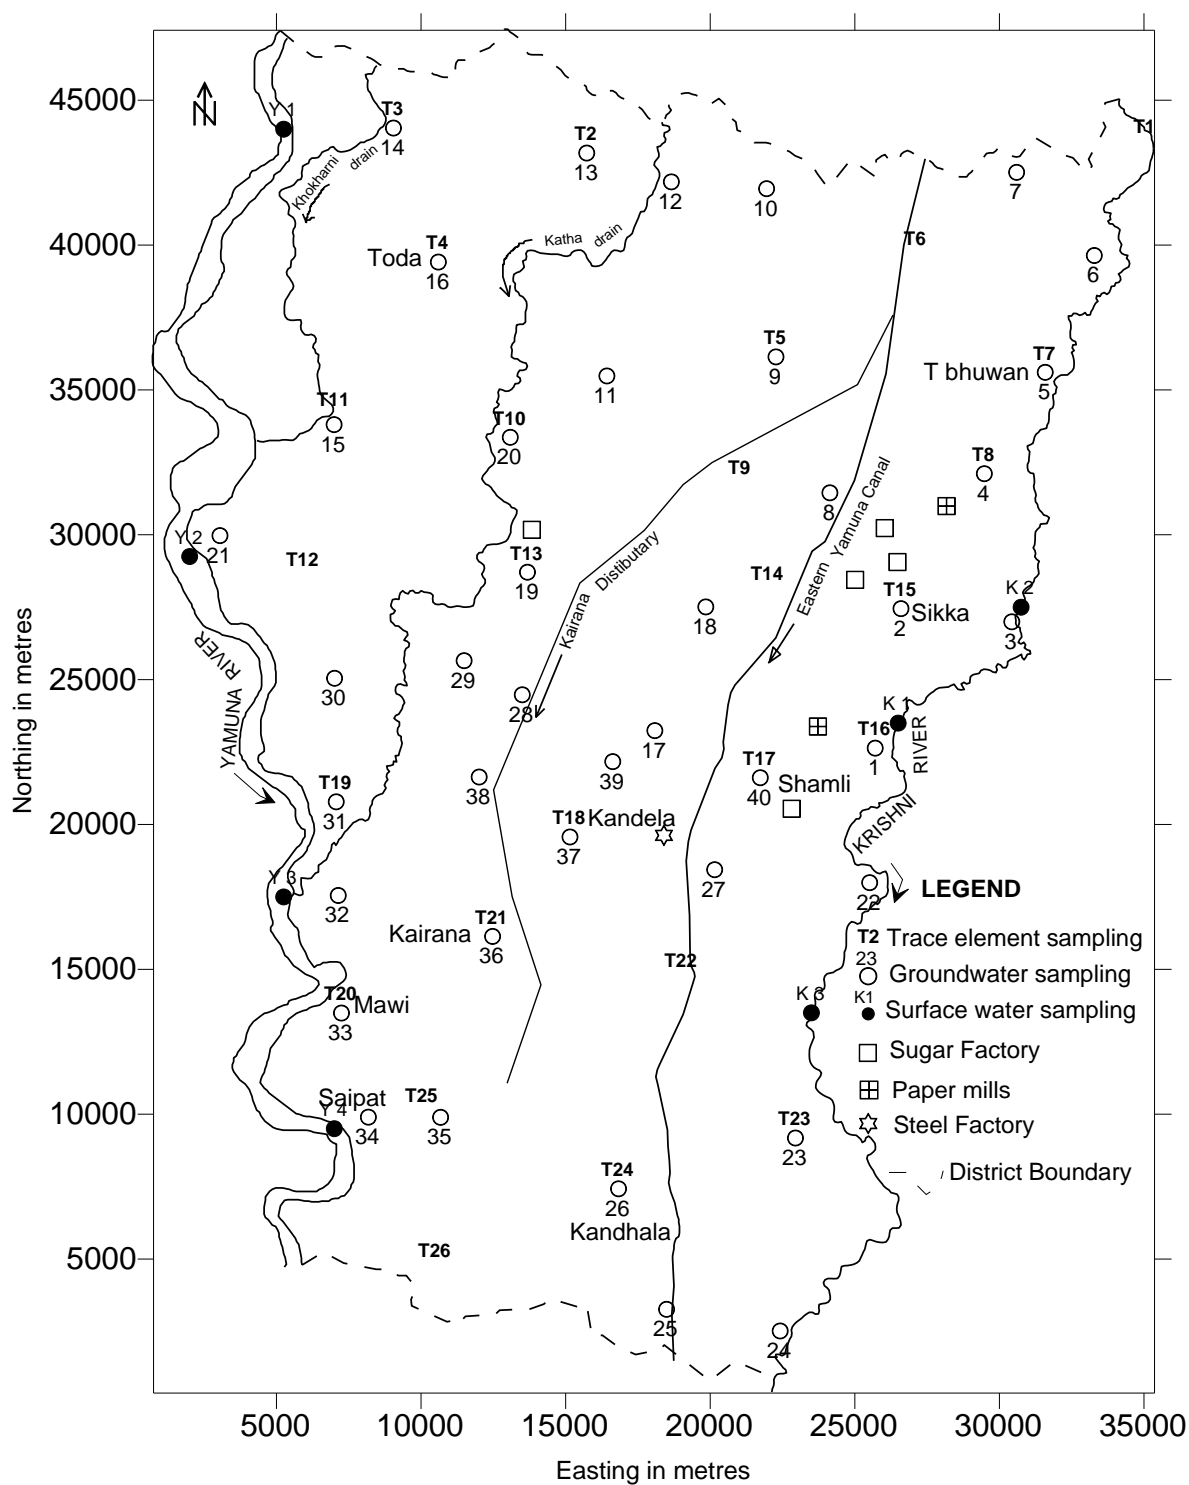 45000
40000
35000
30000
25000
20000
15000
10000
5000
Northing in metres
5000
10000
15000
20000
25000
30000
35000
Easting in metres
N
Y 1
T3
14
Khokharni drain
T2
13
12
10
7
T1
T4
Toda
16
Katha drain
T6
6
T5
9
T7
T bhuwan
5
11
T11
15
T10
20
T9
T8
4
8
Y 2
21
T12
T13
19
Kairana Distibutary
Eastern Yamuna Canal
T14
18
T15
2
Sikka
K 2
3
YAMUNA RIVER
30
29
28
17
39
38
K 1
T16
1
T17
40
Shamli
KRISHNI RIVER
T19
31
T18
Kandela
37
27
22
Y 3
32
Kairana
T21
36
T22
T20
Mawi
33
K 3
Saipat
Y 4
34
T25
35
T23
23
T24
26
Kandhala
T26
25
24
LEGEND
T2 Trace element sampling
23
Groundwater sampling
K1 Surface water sampling
Sugar Factory
Paper mills
Steel Factory
District Boundary